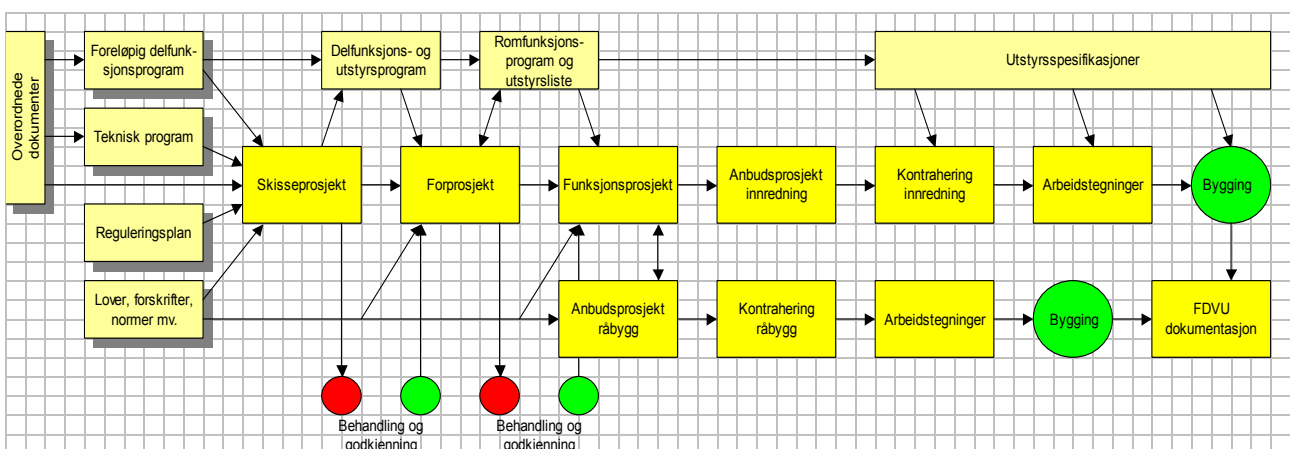 Overordnede
dokumenter
Foreløpig delfunk-
sjonsprogram
Delfunksjons- og
utstyrsprogram
Romfunksjons-
program og
utstyrsliste
Utstyrsspesifikasjoner
Teknisk program
Skisseprosjekt
Forprosjekt
Funksjonsprosjekt
Anbudsprosjekt
innredning
Kontrahering
innredning
Arbeidstegninger
Bygging
Reguleringsplan
Lover, forskrifter,
normer mv.
Anbudsprosjekt
råbygg
Kontrahering
råbygg
Arbeidstegninger
Bygging
FDVU
dokumentasjon
Behandling og
godkjenning
Behandling og
godkjenning